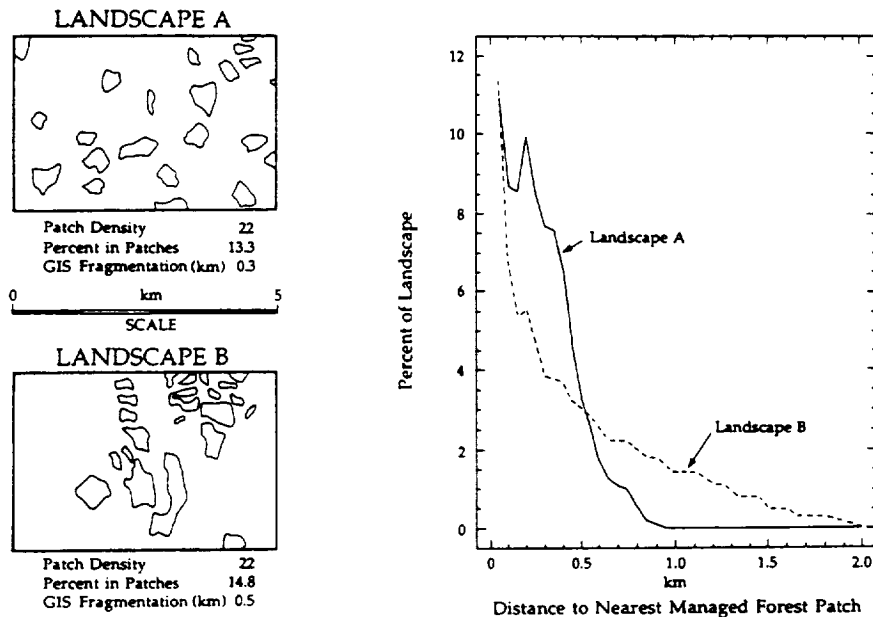 LANDSCAPE A
Patch Density 22
Percent in Patches 13.3
GIS Fragmentation (km) 0.3
0 km 5
SCALE
LANDSCAPE B
Patch Density 22
Percent in Patches 14.8
GIS Fragmentation (km) 0.5
Percent of Landscape
12
11
10
8
6
4
2
0
Landscape A
Landscape B
0 0.5 1.0 1.5 2.0
km
Distance to Nearest Managed Forest Patch